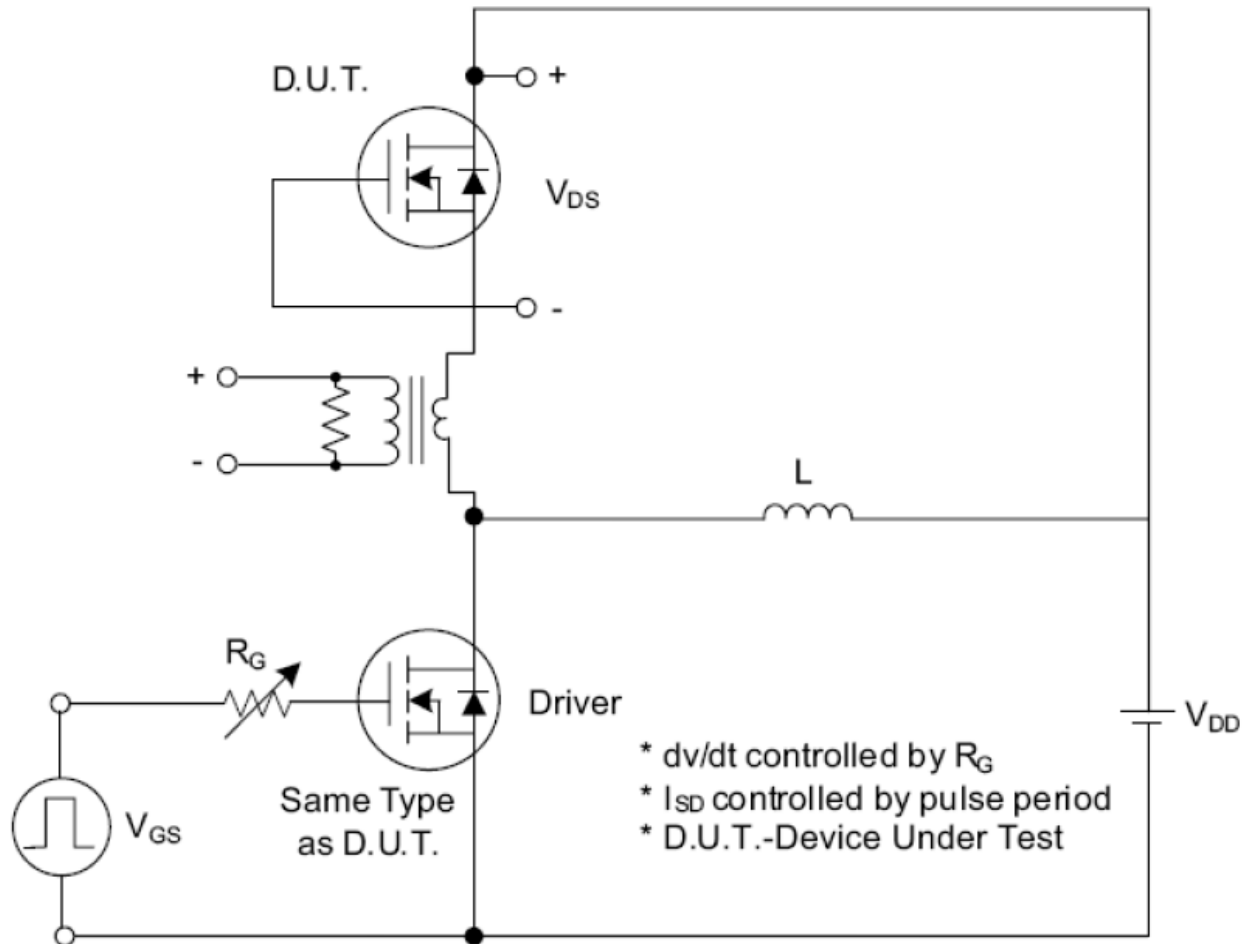 D.U.T.
+
VDS
-
+
-
L
RG
Driver
VDD
VGS
Same Type
as D.U.T.
* dv/dt controlled by RG
* ISD controlled by pulse period
* D.U.T.-Device Under Test